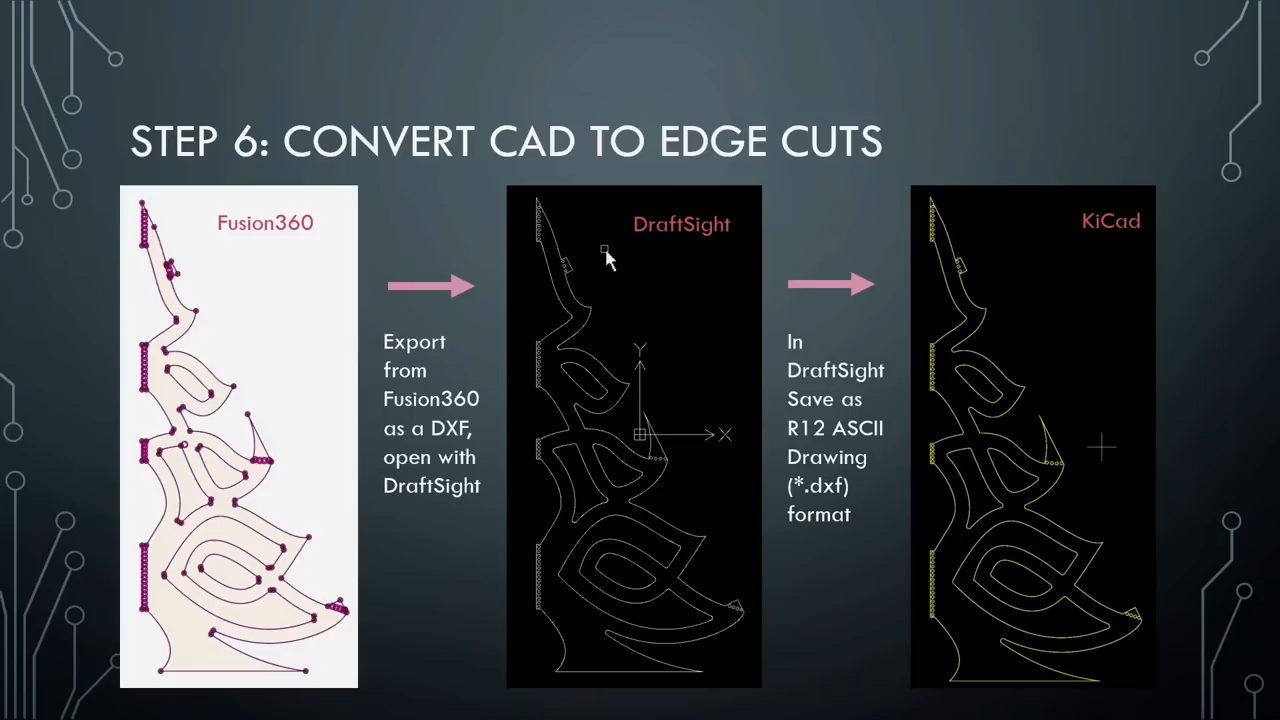 STEP 6: CONVERT CAD TO EDGE CUTS
Fusion360
Export
from
Fusion360
as a DXF,
open with
DraftSight
DraftSight
Y
X
In
DraftSight
Save as
R12 ASCII
Drawing
(*.dxf)
format
KiCad